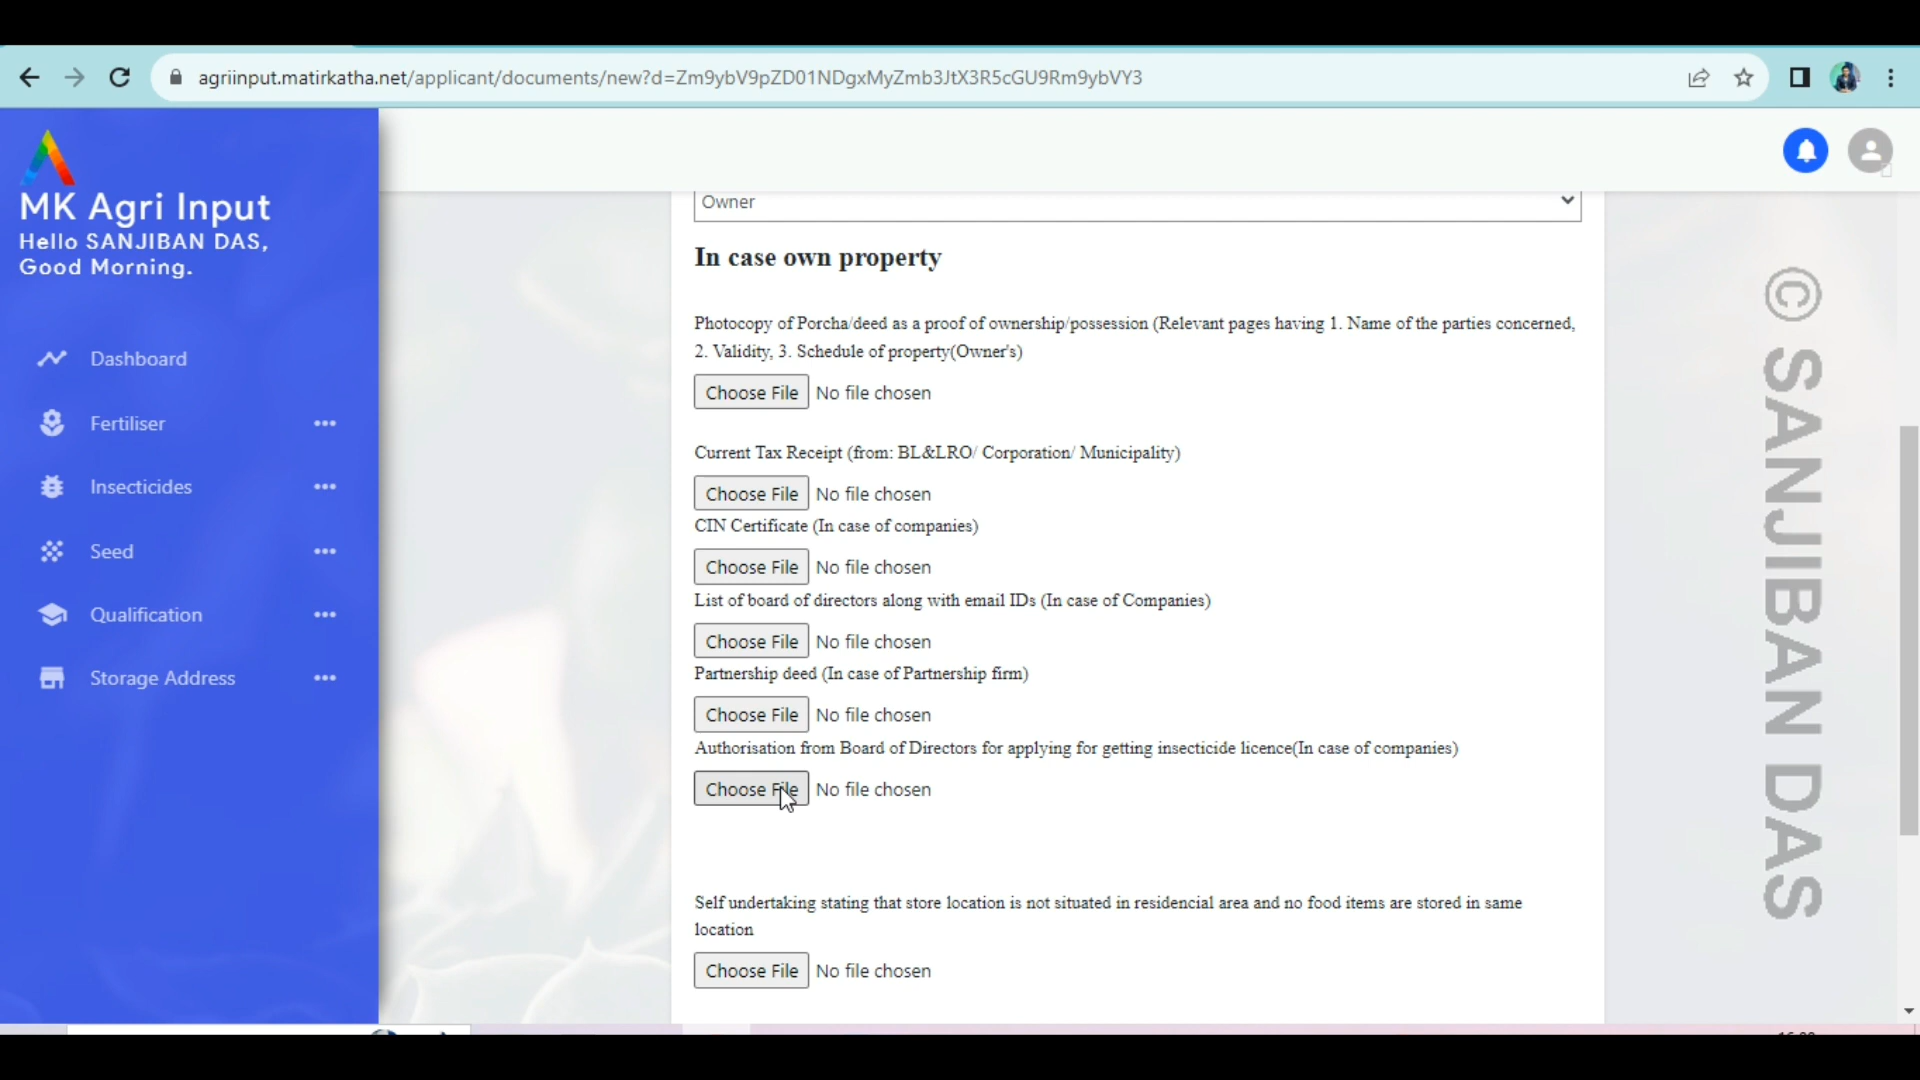 agriinput.matirkatha.net/applicant/documents/new?d=Zm9ybV9pZD01NDgxMyZmb3JtX3R5cGU9Rm9ybVY3
MK Agri Input
Hello SANJIBAN DAS,
Good Morning.
Dashboard
Fertiliser
Insecticides
Seed
Qualification
Storage Address
Owner
In case own property
Photocopy of Porcha/deed as a proof of ownership/possession (Relevant pages having 1. Name of the parties concerned,
2. Validity, 3. Schedule of property(Owner's)
Choose File No file chosen
Current Tax Receipt (from: BL&LRO/ Corporation/ Municipality)
Choose File No file chosen
CIN Certificate (In case of companies)
Choose File No file chosen
List of board of directors along with email IDs (In case of Companies)
Choose File No file chosen
Partnership deed (In case of Partnership firm)
Choose File No file chosen
Authorisation from Board of Directors for applying for getting insecticide licence(In case of companies)
Choose File No file chosen
Self undertaking stating that store location is not situated in residencial area and no food items are stored in same
location
Choose File No file chosen
© SANJIBAN DAS